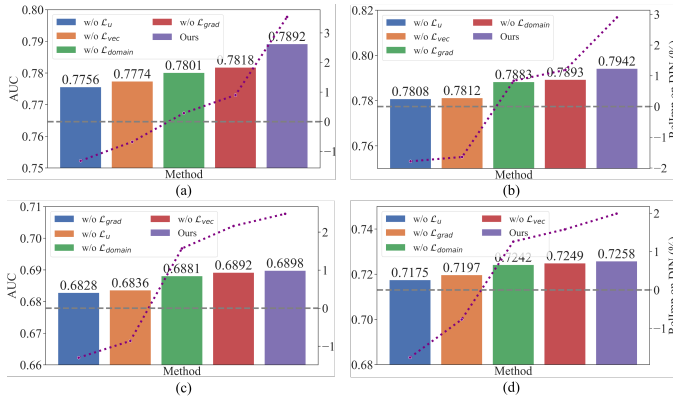 0.80
0.79
0.78
0.77
0.76
0.75
AUC
w/o ℒ_u
w/o ℒ_vec
w/o ℒ_domain
w/o ℒ_grad
Ours
0.7756
0.7774
0.7801
0.7818
0.7892
3
2
1
0
−1
Method
(a)
0.82
0.80
0.78
0.76
w/o ℒ_u
w/o ℒ_vec
w/o ℒ_grad
w/o ℒ_domain
Ours
0.7808
0.7812
0.7883
0.7893
0.7942
3
2
1
0
−1
−2
RaImp on DIN (%)
Method
(b)
0.71
0.70
0.69
0.68
0.67
0.66
AUC
w/o ℒ_grad
w/o ℒ_u
w/o ℒ_domain
w/o ℒ_vec
Ours
0.6828
0.6836
0.6881
0.6892
0.6898
2
1
0
−1
Method
(c)
0.74
0.72
0.70
0.68
w/o ℒ_u
w/o ℒ_grad
w/o ℒ_domain
w/o ℒ_vec
Ours
0.7175
0.7197
0.7242
0.7249
0.7258
2
1
0
−1
RaImp on DIN (%)
Method
(d)